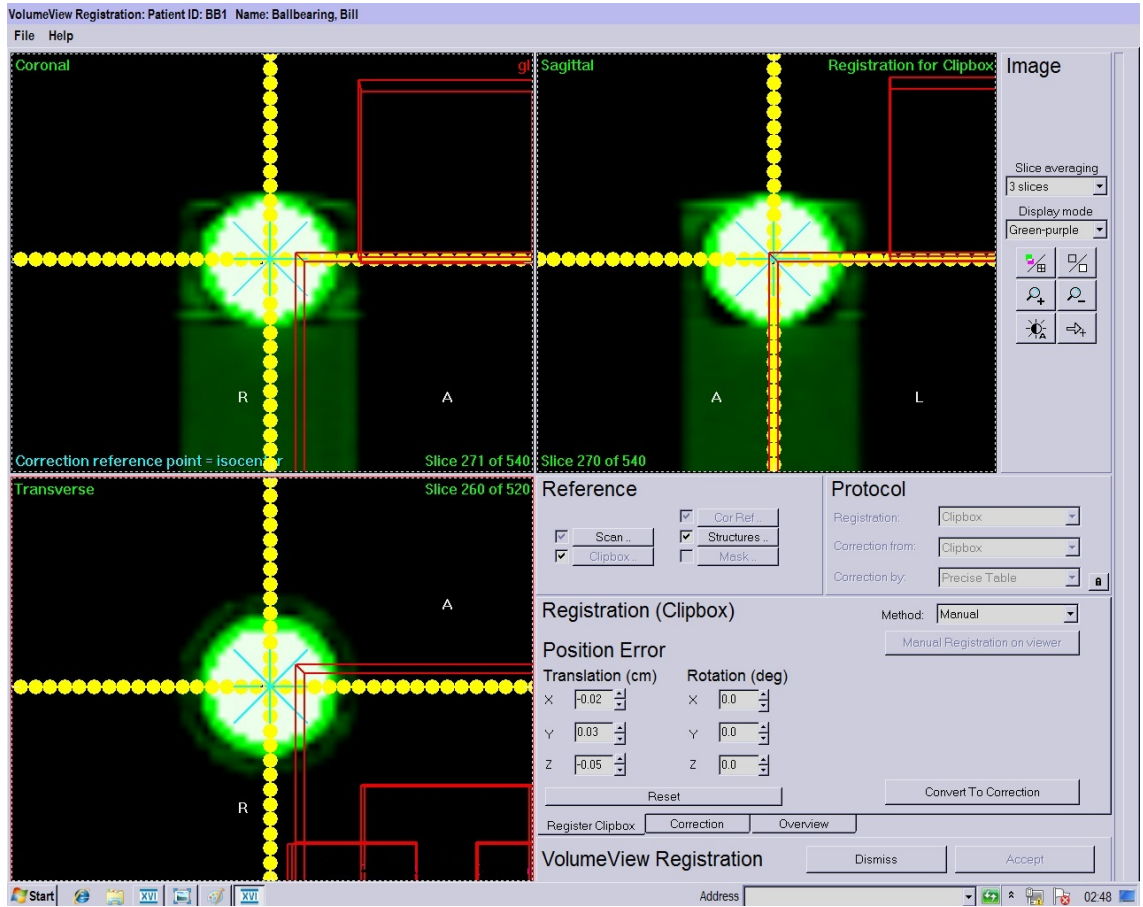 VolumeView Registration: Patient ID: BB1 Name: Ballbearing, Bill
File Help
Coronal
gl
R
A
Correction reference point = isocenter
Slice 271 of 540
Sagittal
Registration for Clipbox
A
L
Slice 270 of 540
Image
Slice averaging
3 slices
Display mode
Green-purple
Transverse
Slice 260 of 520
A
R
Reference
Cor Ref ..
Scan ..
Structures ..
Clipbox ..
Mask ..
Protocol
Registration: Clipbox
Correction from: Clipbox
Correction by: Precise Table
Registration (Clipbox)
Method: Manual
Manual Registration on viewer
Position Error
Translation (cm) Rotation (deg)
X -0.02 X 0.0
Y 0.03 Y 0.0
Z -0.05 Z 0.0
Reset
Convert To Correction
Register Clipbox Correction Overview
VolumeView Registration
Dismiss
Accept
Start
XVI
XVI
Address
02:48